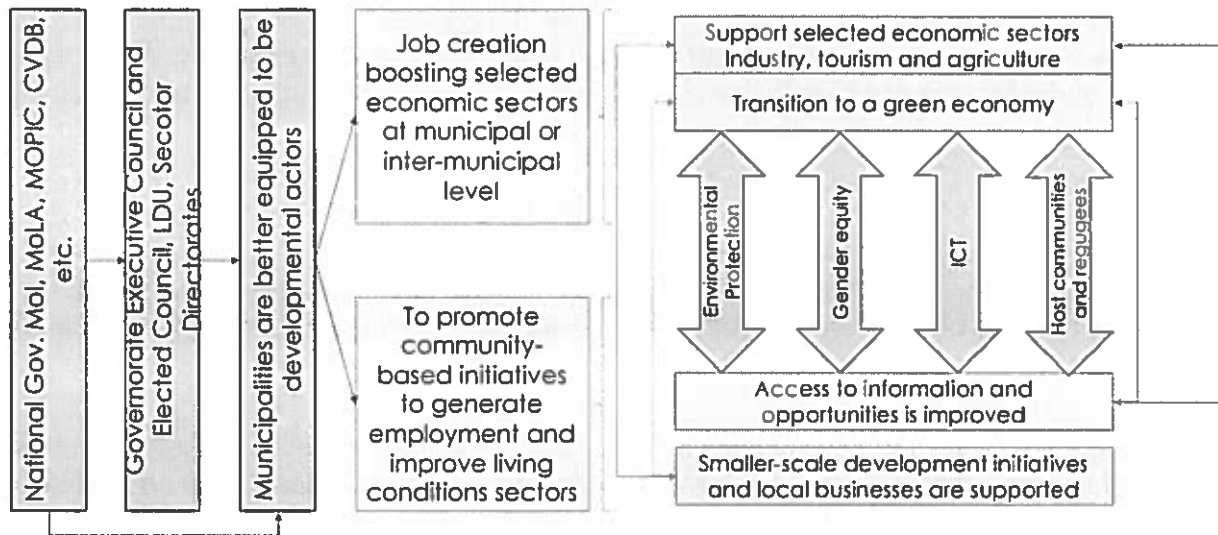 National Gov. MoI, MoLA, MOPIC, CVDB,
etc.
Governorate Executive Council and
Elected Council, LDU, Secotor
Directorates
Municipalities are better equipped to be
developmental actors
Job creation
boosting selected
economic sectors
at municipal or
inter-municipal
level
To promote
community-
based initiatives
to generate
employment and
improve living
conditions sectors
Support selected economic sectors
Industry, tourism and agriculture
Transition to a green economy
Environmental
Protection
Gender equity
ICT
Host communities
and regugees
Access to information and
opportunities is improved
Smaller-scale development initiatives
and local businesses are supported